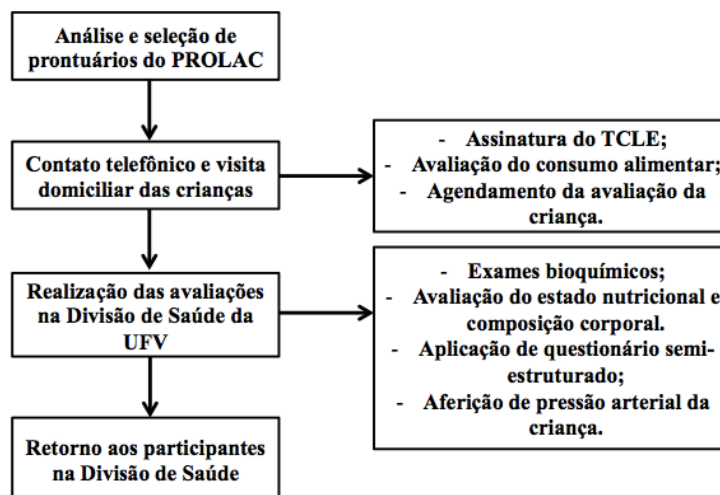 Análise e seleção de
prontuários do PROLAC
Contato telefônico e visita
domiciliar das crianças
- Assinatura do TCLE;
- Avaliação do consumo alimentar;
- Agendamento da avaliação da
criança.
Realização das avaliações
na Divisão de Saúde da
UFV
- Exames bioquímicos;
- Avaliação do estado nutricional e
composição corporal.
- Aplicação de questionário semi-
estruturado;
- Aferição de pressão arterial da
criança.
Retorno aos participantes
na Divisão de Saúde